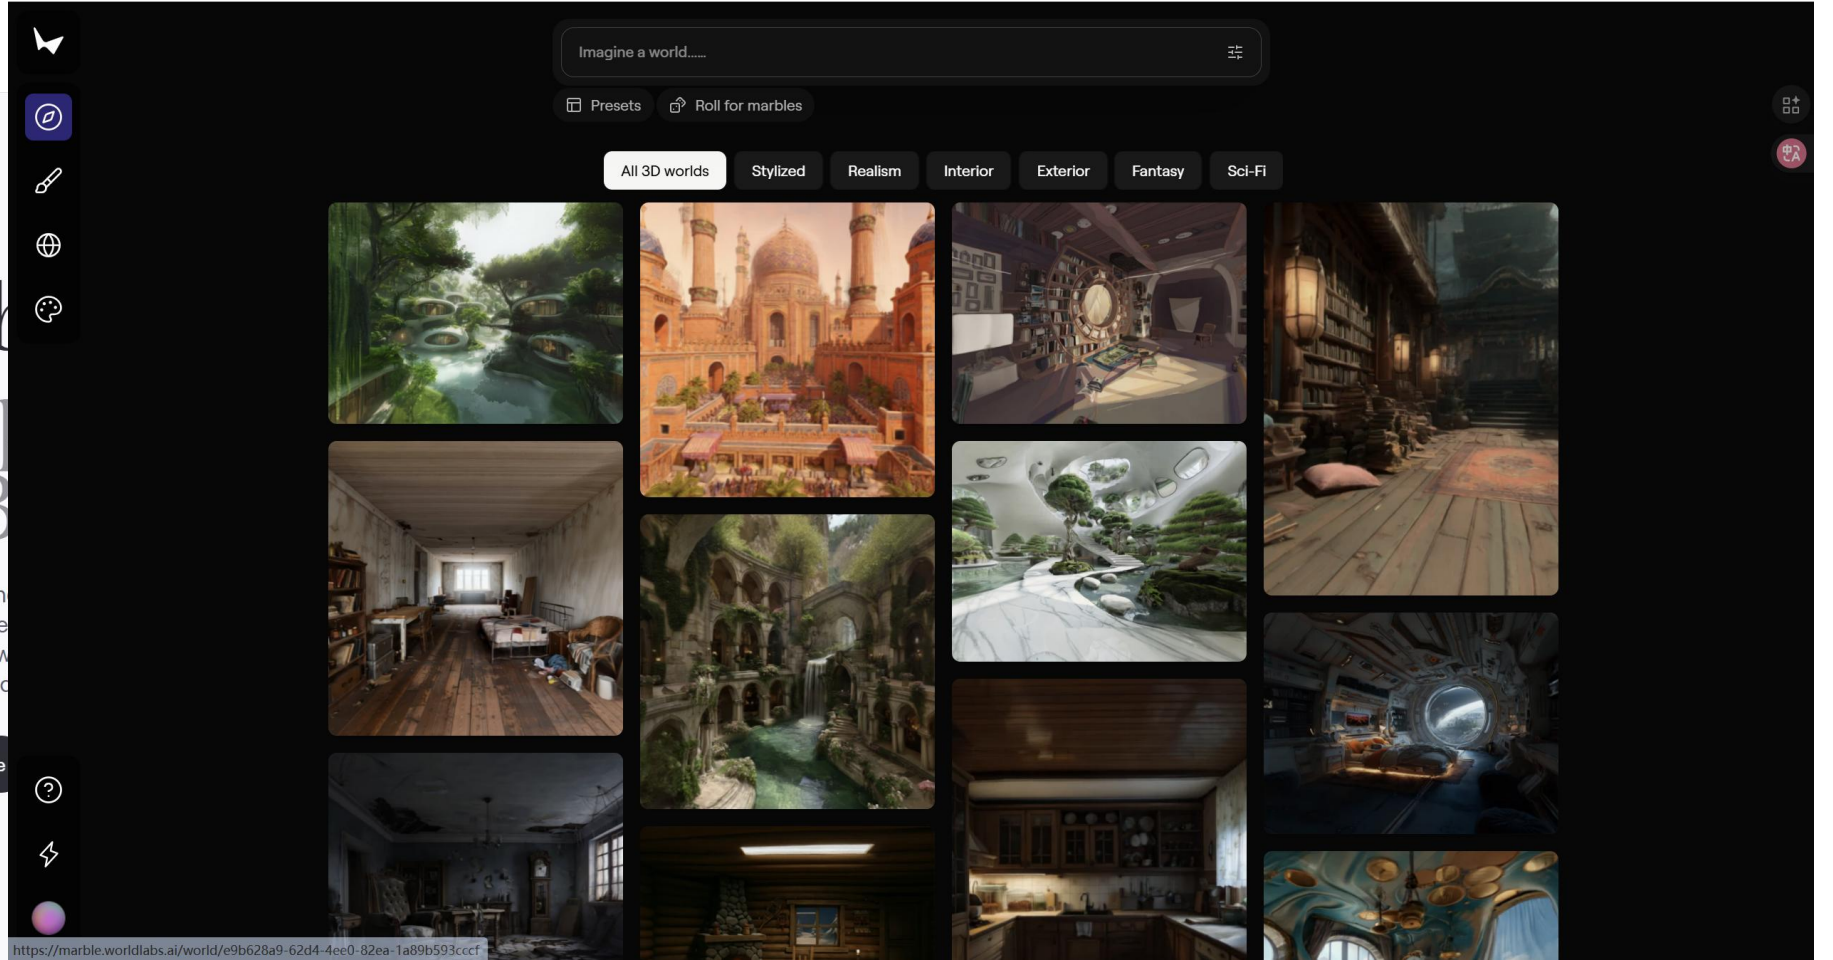 Imagine a world......
Presets
Roll for marbles
All 3D worlds
Stylized
Realism
Interior
Exterior
Fantasy
Sci-Fi
https://marble.worldlabs.ai/world/e9b628a9-62d4-4ee0-82ea-1a89b593cccf